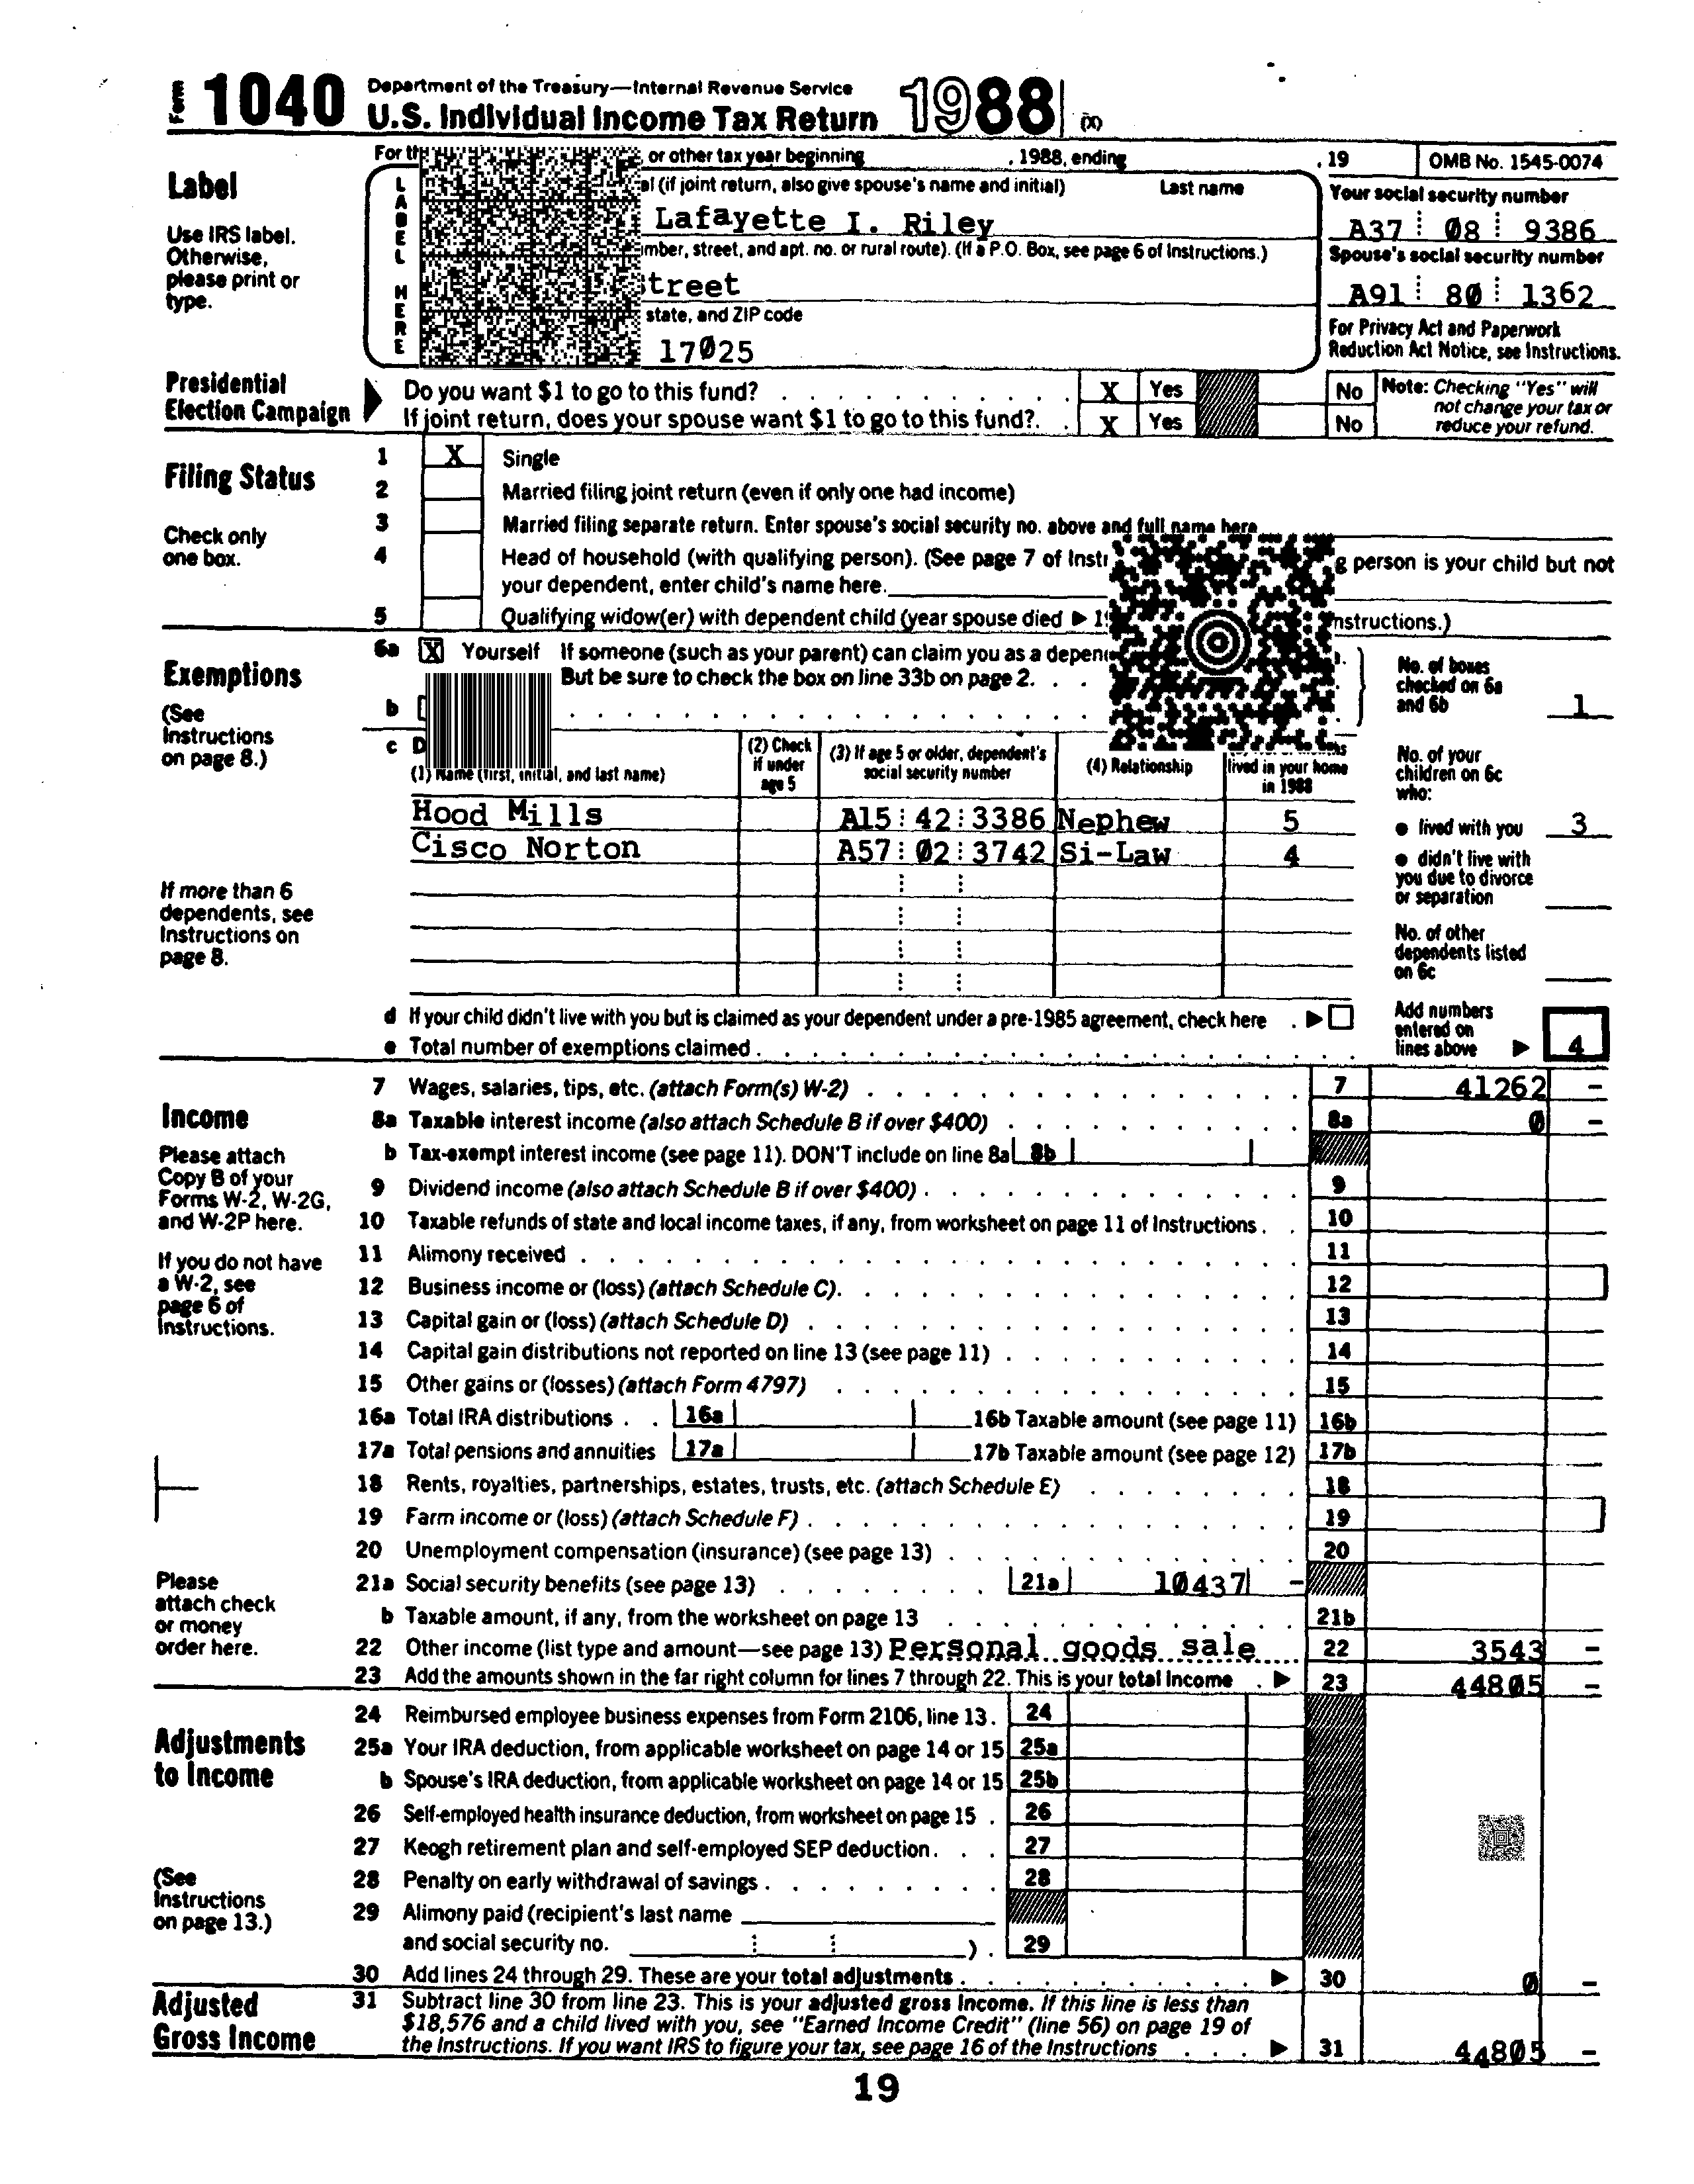 Form 1040 Department of the Treasury—Internal Revenue Service
U.S. Individual Income Tax Return 1988 (X)
For th or other tax year beginning , 1988, ending , 19 OMB No. 1545-0074
Label
Use IRS label. Otherwise, please print or type.
LABEL HERE
al (if joint return, also give spouse's name and initial) Last name
Lafayette I. Riley
Your social security number
A37 08 9386
mber, street, and apt. no. or rural route). (If a P.O. Box, see page 6 of Instructions.)
treet
Spouse's social security number
A91 80 1362
state, and ZIP code
17025
For Privacy Act and Paperwork Reduction Act Notice, see Instructions.
Presidential Election Campaign
Do you want $1 to go to this fund? X Yes No
If joint return, does your spouse want $1 to go to this fund?. X Yes No
Note: Checking "Yes" will not change your tax or reduce your refund.
Filing Status
Check only one box.
1 X Single
2 Married filing joint return (even if only one had income)
3 Married filing separate return. Enter spouse's social security no. above and full name here
4 Head of household (with qualifying person). (See page 7 of Instr g person is your child but not
your dependent, enter child's name here.
5 Qualifying widow(er) with dependent child (year spouse died ▶ 19 nstructions.)
Exemptions
(See Instructions on page 8.)
6a X Yourself If someone (such as your parent) can claim you as a depen
But be sure to check the box on line 33b on page 2.
b
No. of boxes checked on 6a and 6b 1
c D
(1) Name (first, initial, and last name) (2) Check if under age 5 (3) If age 5 or older, dependent's social security number (4) Relationship lived in your home in 1988
Hood Mills A15 42 3386 Nephew 5
Cisco Norton A57 02 3742 Si-Law 4
No. of your children on 6c who:
● lived with you 3
● didn't live with you due to divorce or separation
No. of other dependents listed on 6c
If more than 6 dependents, see Instructions on page 8.
d If your child didn't live with you but is claimed as your dependent under a pre-1985 agreement, check here . ▶
e Total number of exemptions claimed
Add numbers entered on lines above ▶ 4
Income
Please attach Copy B of your Forms W-2, W-2G, and W-2P here.
If you do not have a W-2, see page 6 of Instructions.
Please attach check or money order here.
7 Wages, salaries, tips, etc. (attach Form(s) W-2) 7 41262 -
8a Taxable interest income (also attach Schedule B if over $400) 8a 0 -
b Tax-exempt interest income (see page 11). DON'T include on line 8a 8b
9 Dividend income (also attach Schedule B if over $400) 9
10 Taxable refunds of state and local income taxes, if any, from worksheet on page 11 of Instructions 10
11 Alimony received 11
12 Business income or (loss) (attach Schedule C) 12
13 Capital gain or (loss) (attach Schedule D) 13
14 Capital gain distributions not reported on line 13 (see page 11) 14
15 Other gains or (losses) (attach Form 4797) 15
16a Total IRA distributions 16a 16b Taxable amount (see page 11) 16b
17a Total pensions and annuities 17a 17b Taxable amount (see page 12) 17b
18 Rents, royalties, partnerships, estates, trusts, etc. (attach Schedule E) 18
19 Farm income or (loss) (attach Schedule F) 19
20 Unemployment compensation (insurance) (see page 13) 20
21a Social security benefits (see page 13) 21a 10437 -
b Taxable amount, if any, from the worksheet on page 13 21b
22 Other income (list type and amount—see page 13) Personal goods sale 22 3543 -
23 Add the amounts shown in the far right column for lines 7 through 22. This is your total income ▶ 23 44805 -
Adjustments to Income
(See Instructions on page 13.)
24 Reimbursed employee business expenses from Form 2106, line 13. 24
25a Your IRA deduction, from applicable worksheet on page 14 or 15 25a
b Spouse's IRA deduction, from applicable worksheet on page 14 or 15 25b
26 Self-employed health insurance deduction, from worksheet on page 15 26
27 Keogh retirement plan and self-employed SEP deduction 27
28 Penalty on early withdrawal of savings 28
29 Alimony paid (recipient's last name
and social security no. ) . 29
30 Add lines 24 through 29. These are your total adjustments ▶ 30 0 -
Adjusted Gross Income
31 Subtract line 30 from line 23. This is your adjusted gross income. If this line is less than
$18,576 and a child lived with you, see "Earned Income Credit" (line 56) on page 19 of
the Instructions. If you want IRS to figure your tax, see page 16 of the Instructions ▶ 31 44805 -
19